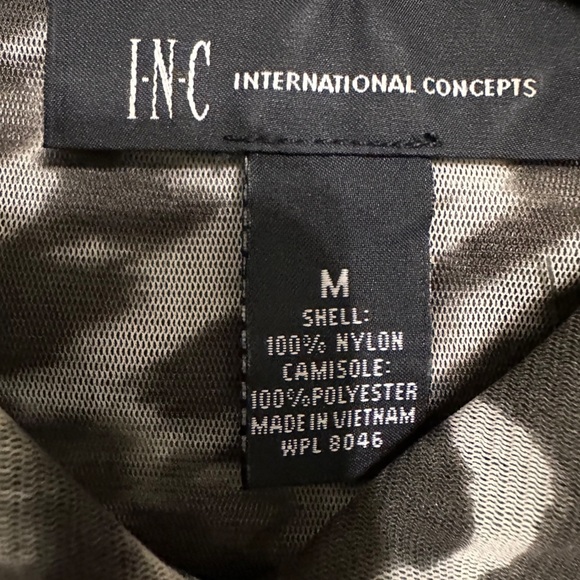 I-N-C INTERNATIONAL CONCEPTS
M
SHELL:
100% NYLON
CAMISOLE:
100%POLYESTER
MADE IN VIETNAM
WPL 8046